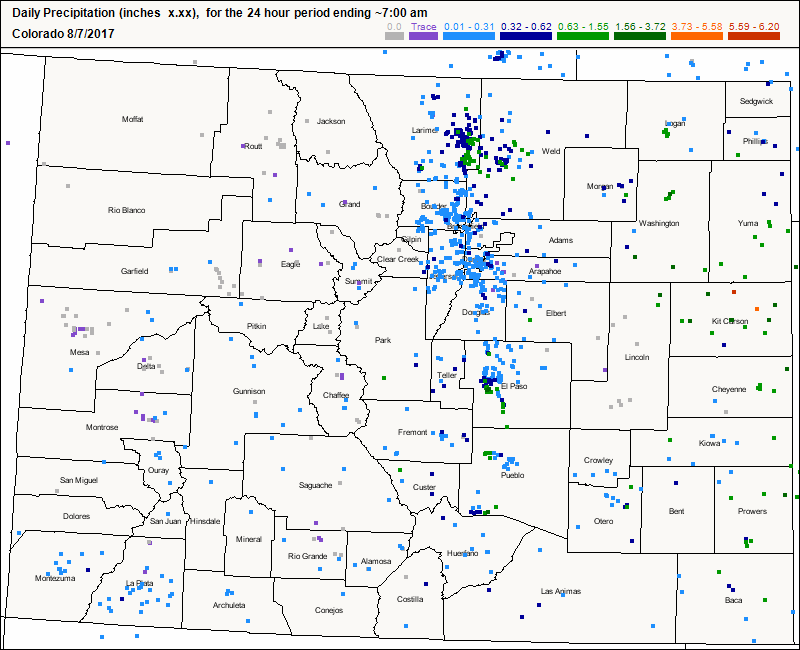 Daily Precipitation (inches x.xx), for the 24 hour period ending ~7:00 am
Colorado 8/7/2017
0.0 Trace 0.01 - 0.31 0.32 - 0.62 0.63 - 1.55 1.56 - 3.72 3.73 - 5.58 5.59 - 6.20
Sedgwick
Moffat
Jackson
Larimer
Logan
Routt
Weld
Phillips
Morgan
Rio Blanco
Grand
Boulder
Washington
Yuma
Gilpin
Adams
Garfield
Eagle
Clear Creek
Arapahoe
Summit
Douglas
Elbert
Pitkin
Lake
Kit Carson
Park
Mesa
Lincoln
Delta
Teller
El Paso
Gunnison
Chaffee
Cheyenne
Montrose
Fremont
Kiowa
Crowley
Ouray
Pueblo
San Miguel
Saguache
Custer
Bent
Prowers
Dolores
San Juan
Hinsdale
Otero
Mineral
Rio Grande
Alamosa
Huerfano
Montezuma
La Plata
Las Animas
Archuleta
Conejos
Costilla
Baca